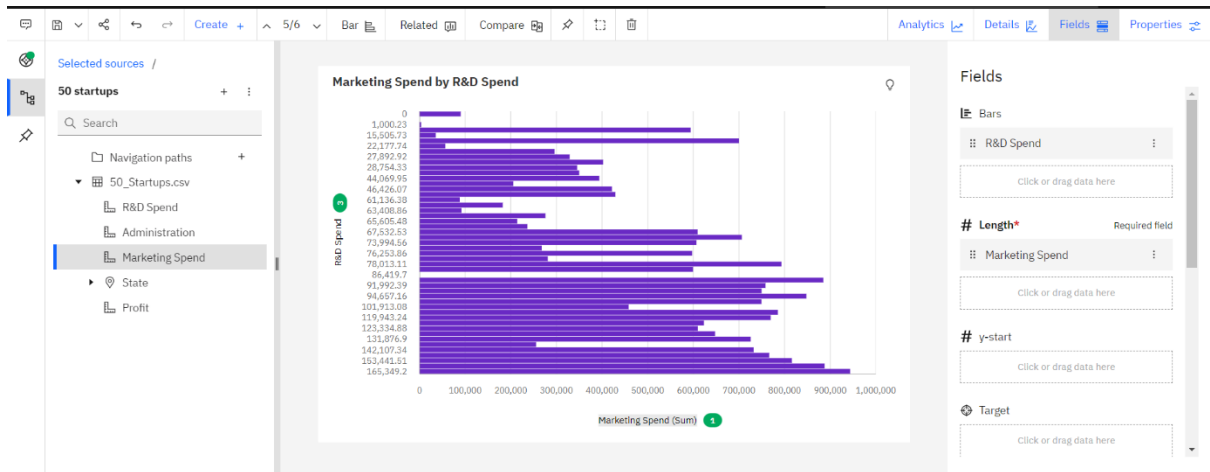 Create +
5/6
Bar
Related
Compare
Analytics
Details
Fields
Properties
Selected sources /
50 startups
Search
Navigation paths
50_Startups.csv
R&D Spend
Administration
Marketing Spend
State
Profit
Marketing Spend by R&D Spend
0
1,000.23
15,505.73
22,177.74
27,892.92
28,754.33
44,069.95
46,426.07
61,136.38
63,408.86
65,605.48
67,532.53
73,994.56
76,253.86
78,013.11
86,419.7
91,992.39
94,657.16
101,913.08
119,943.24
123,334.88
131,876.9
142,107.34
153,441.51
165,349.2
R&D Spend 3
0 100,000 200,000 300,000 400,000 500,000 600,000 700,000 800,000 900,000 1,000,000
Marketing Spend (Sum) 1
Fields
Bars
R&D Spend
Click or drag data here
# Length* Required field
Marketing Spend
Click or drag data here
# y-start
Click or drag data here
Target
Click or drag data here